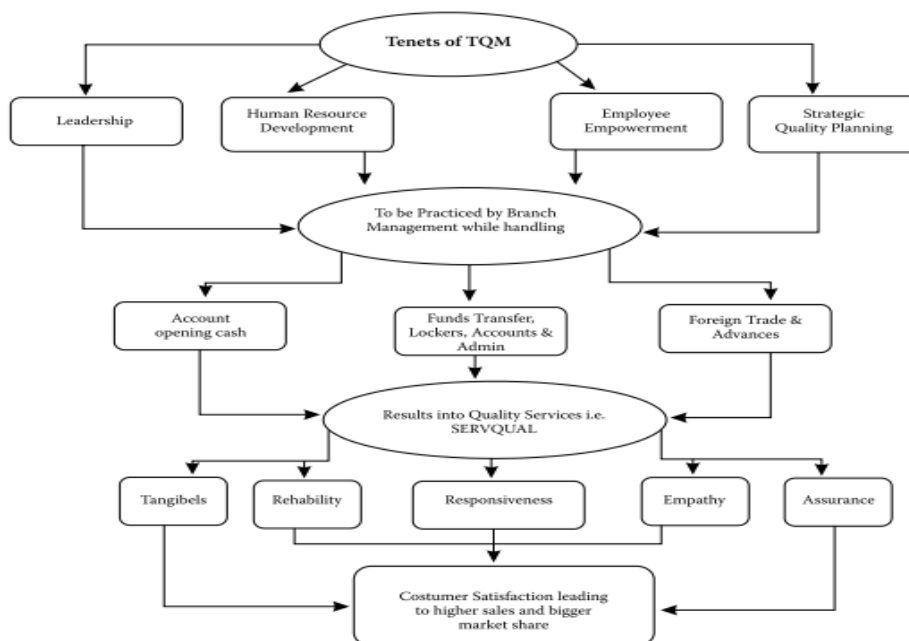 Tenets of TQM
Leadership
Human Resource
Development
Employee
Empowerment
Strategic
Quality Planning
To be Practiced by Branch
Management while handling
Account
opening cash
Funds Transfer,
Lockers, Accounts &
Admin
Foreign Trade &
Advances
Results into Quality Services i.e.
SERVQUAL
Tangibels
Rehability
Responsiveness
Empathy
Assurance
Costumer Satisfaction leading
to higher sales and bigger
market share